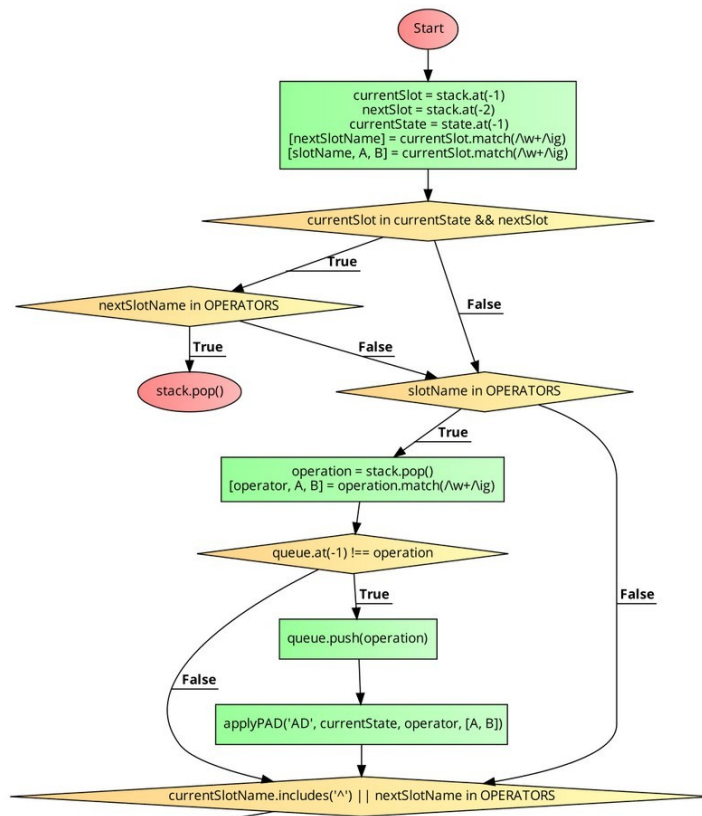 Start
currentSlot = stack.at(-1)
nextSlot = stack.at(-2)
currentState = state.at(-1)
[nextSlotName] = currentSlot.match(/\w+/\ig)
[slotName, A, B] = currentSlot.match(/\w+/\ig)
currentSlot in currentState && nextSlot
True
nextSlotName in OPERATORS
False
True
False
stack.pop()
slotName in OPERATORS
True
operation = stack.pop()
[operator, A, B] = operation.match(/\w+/\ig)
queue.at(-1) !== operation
True
False
queue.push(operation)
False
applyPAD('AD', currentState, operator, [A, B])
currentSlotName.includes('^') || nextSlotName in OPERATORS